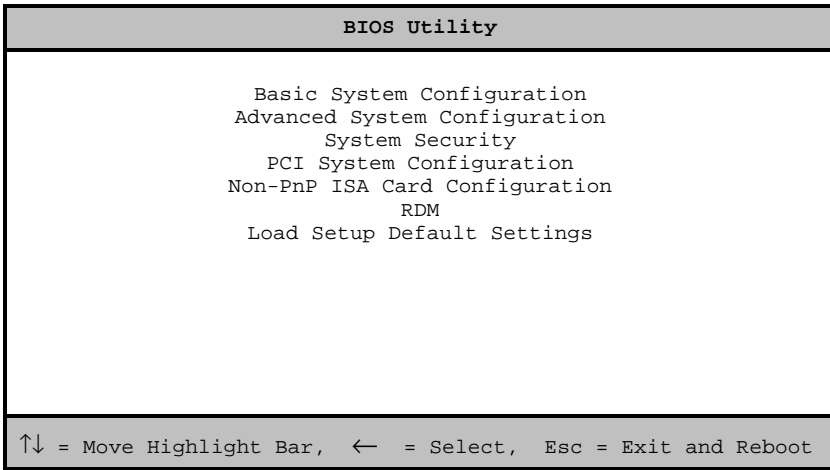 BIOS Utility
Basic System Configuration
Advanced System Configuration
System Security
PCI System Configuration
Non-PnP ISA Card Configuration
RDM
Load Setup Default Settings
↑↓ = Move Highlight Bar, ← = Select, Esc = Exit and Reboot